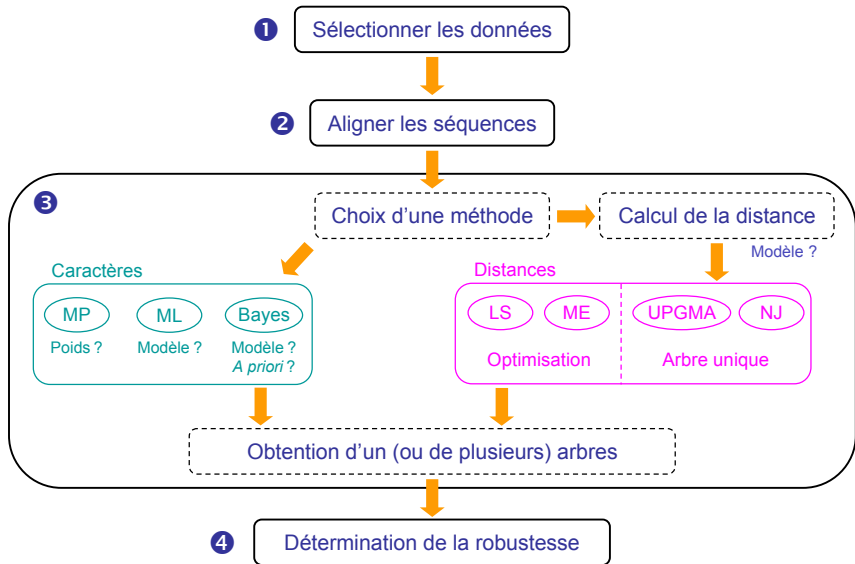 ❶ Sélectionner les données
❷ Aligner les séquences
❸
Choix d’une méthode
Calcul de la distance
Modèle ?
Caractères
MP ML Bayes
Poids ? Modèle ? Modèle ?
A priori ?
Distances
LS ME UPGMA NJ
Optimisation Arbre unique
Obtention d’un (ou de plusieurs) arbres
❹ Détermination de la robustesse